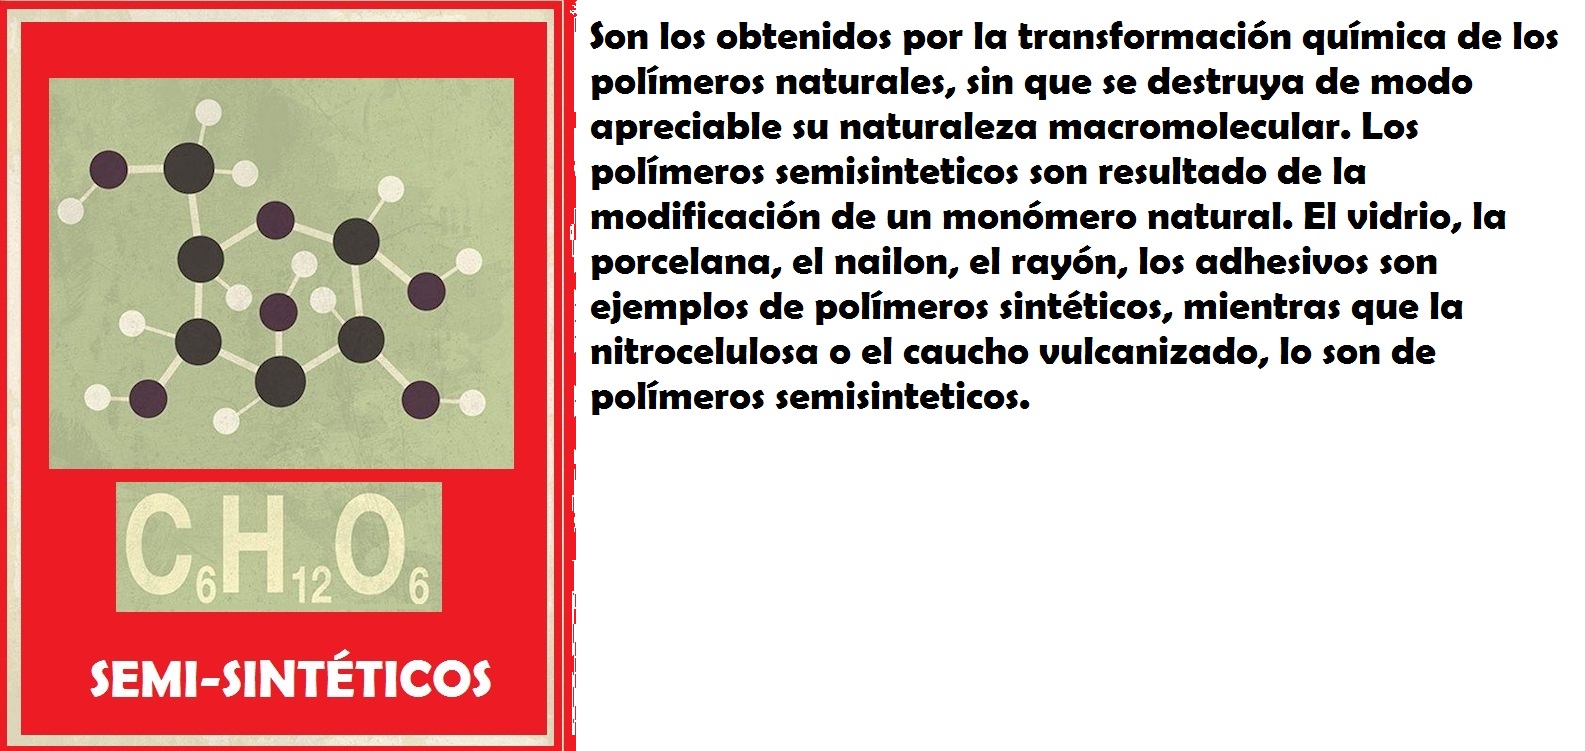 C6H12O6
SEMI-SINTÉTICOS
Son los obtenidos por la transformación química de los
polímeros naturales, sin que se destruya de modo
apreciable su naturaleza macromolecular. Los
polímeros semisinteticos son resultado de la
modificación de un monómero natural. El vidrio, la
porcelana, el nailon, el rayón, los adhesivos son
ejemplos de polímeros sintéticos, mientras que la
nitrocelulosa o el caucho vulcanizado, lo son de
polímeros semisinteticos.